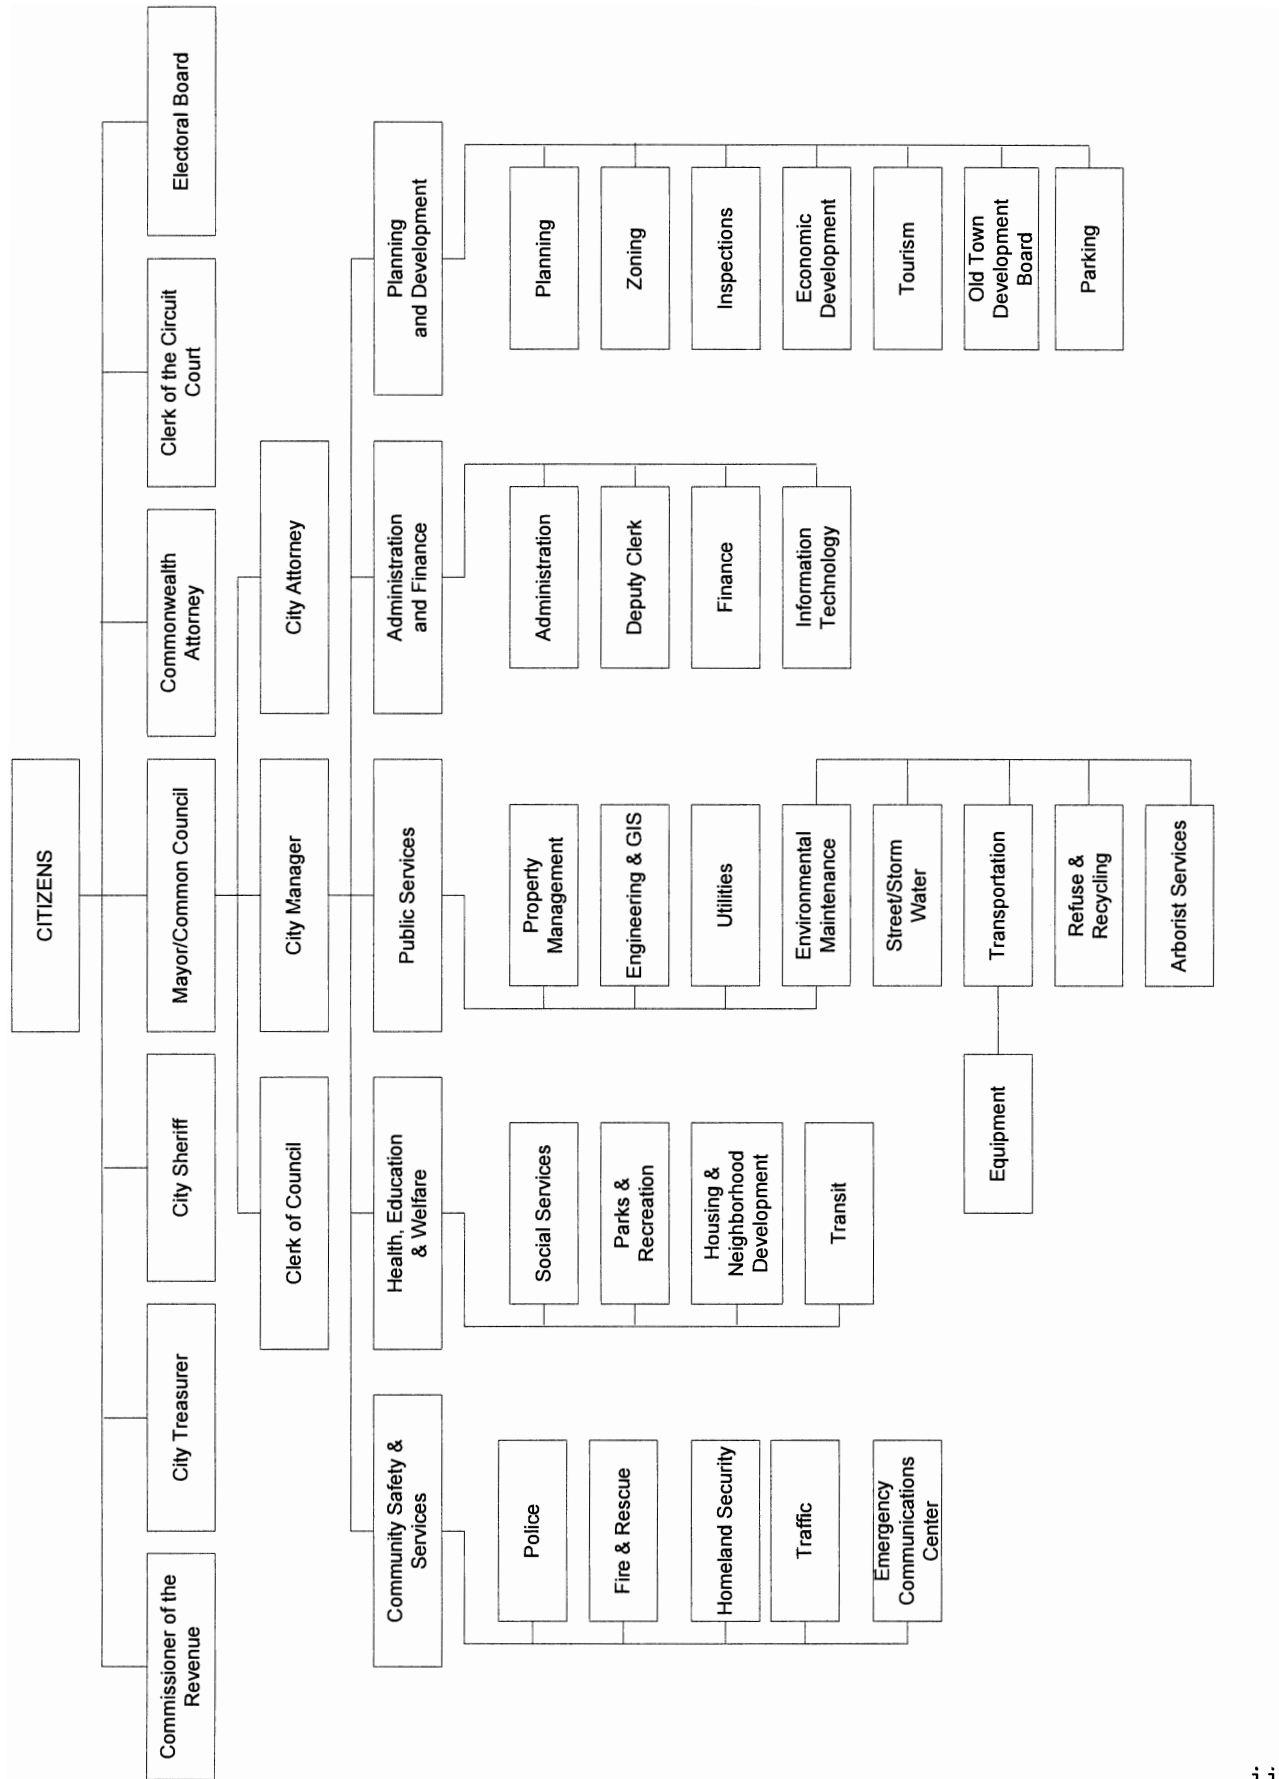 CITIZENS
Commissioner of the
Revenue
City Treasurer
City Sheriff
Mayor/Common Council
Commonwealth
Attorney
Clerk of the Circuit
Court
Electoral Board
Clerk of Council
City Manager
City Attorney
Community Safety &
Services
Health, Education
& Welfare
Public Services
Administration
and Finance
Planning
and Development
Police
Fire & Rescue
Homeland Security
Traffic
Emergency
Communications
Center
Social Services
Parks &
Recreation
Housing &
Neighborhood
Development
Transit
Property
Management
Engineering & GIS
Utilities
Environmental
Maintenance
Street/Storm
Water
Transportation
Equipment
Refuse &
Recycling
Arborist Services
Administration
Deputy Clerk
Finance
Information
Technology
Planning
Zoning
Inspections
Economic
Development
Tourism
Old Town
Development
Board
Parking
ii